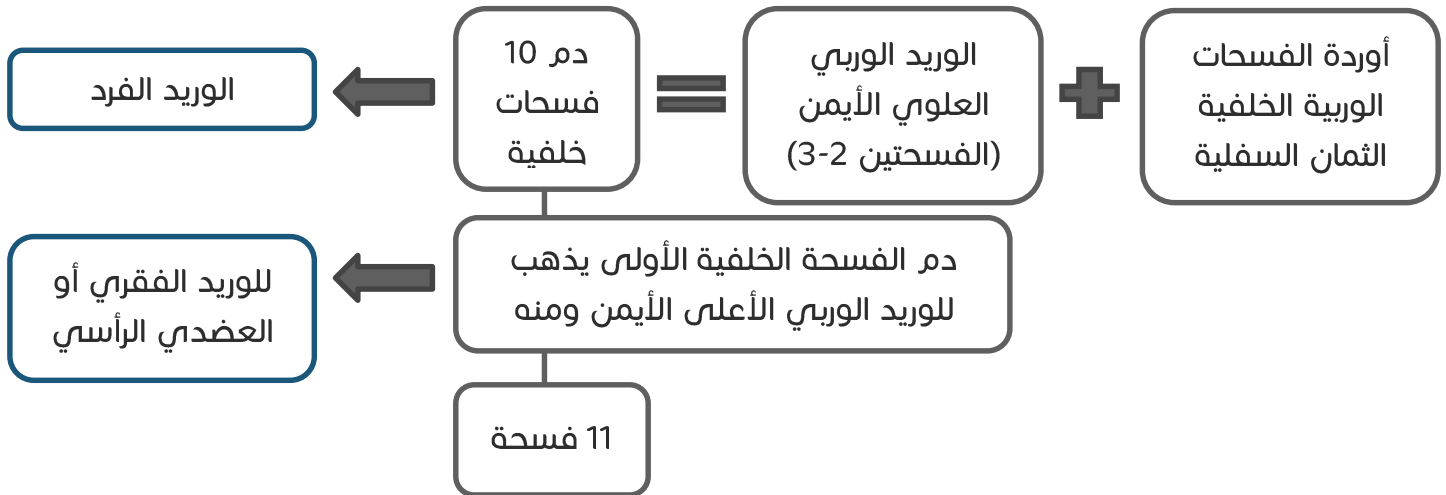 أوردة الفسحات
الوربية الخلفية
الثمان السفلية
الوريد الوربي
العلوي الأيمن
(الفسحتين 2-3)
دم 10
فسحات
خلفية
الوريد الفرد
دم الفسحة الخلفية الأولى يذهب
للوريد الوربي الأعلى الأيمن ومنه
للوريد الفقري أو
العضدي الرأسي
11 فسحة